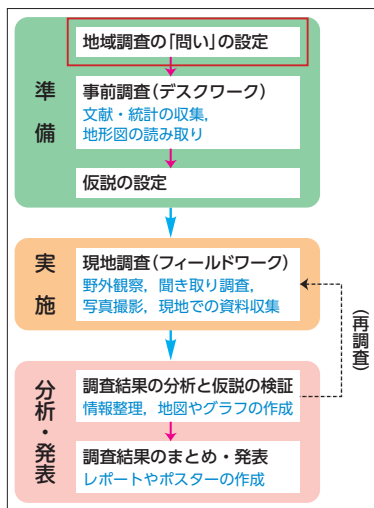 準備
地域調査の「問い」の設定
事前調査(デスクワーク)
文献・統計の収集,
地形図の読み取り
仮説の設定
実施
現地調査(フィールドワーク)
野外観察, 聞き取り調査,
写真撮影, 現地での資料収集
(再調査)
分析・発表
調査結果の分析と仮説の検証
情報整理, 地図やグラフの作成
調査結果のまとめ・発表
レポートやポスターの作成